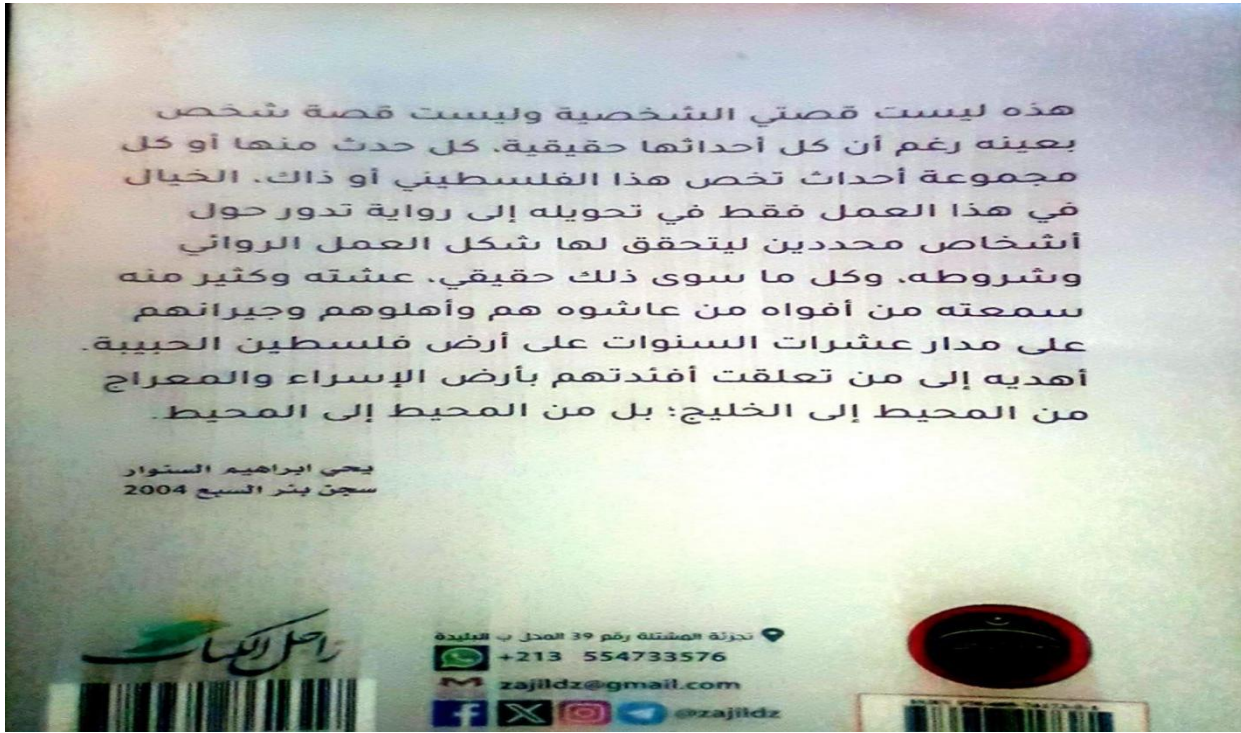 هذه ليست قصتي الشخصية وليست قصة شخص
بعينه رغم أن كل أحداثها حقيقية. كل حدث منها أو كل
مجموعة أحداث تخص هذا الفلسطيني أو ذاك. الخيال
في هذا العمل فقط في تحويله إلى رواية تدور حول
أشخاص محددين ليتحقق لها شكل العمل الروائي
وشروطه. وكل ما سوى ذلك حقيقي. عشته وكثير منه
سمعته من أفواه من عاشوه هم وأهلوهم وجيرانهم
على مدار عشرات السنوات على أرض فلسطين الحبيبة.
أهديه إلى من تعلقت أفئدتهم بأرض الإسراء والمعراج
من المحيط إلى الخليج؛ بل من المحيط إلى المحيط.
يحي ابراهيم السنوار
سجن بئر السبع 2004
تجزئة المشتلة رقم 39 المحل ب البليدة
+213 554733576
zajildz@gmail.com
@zajildz
زاجل الكتاب